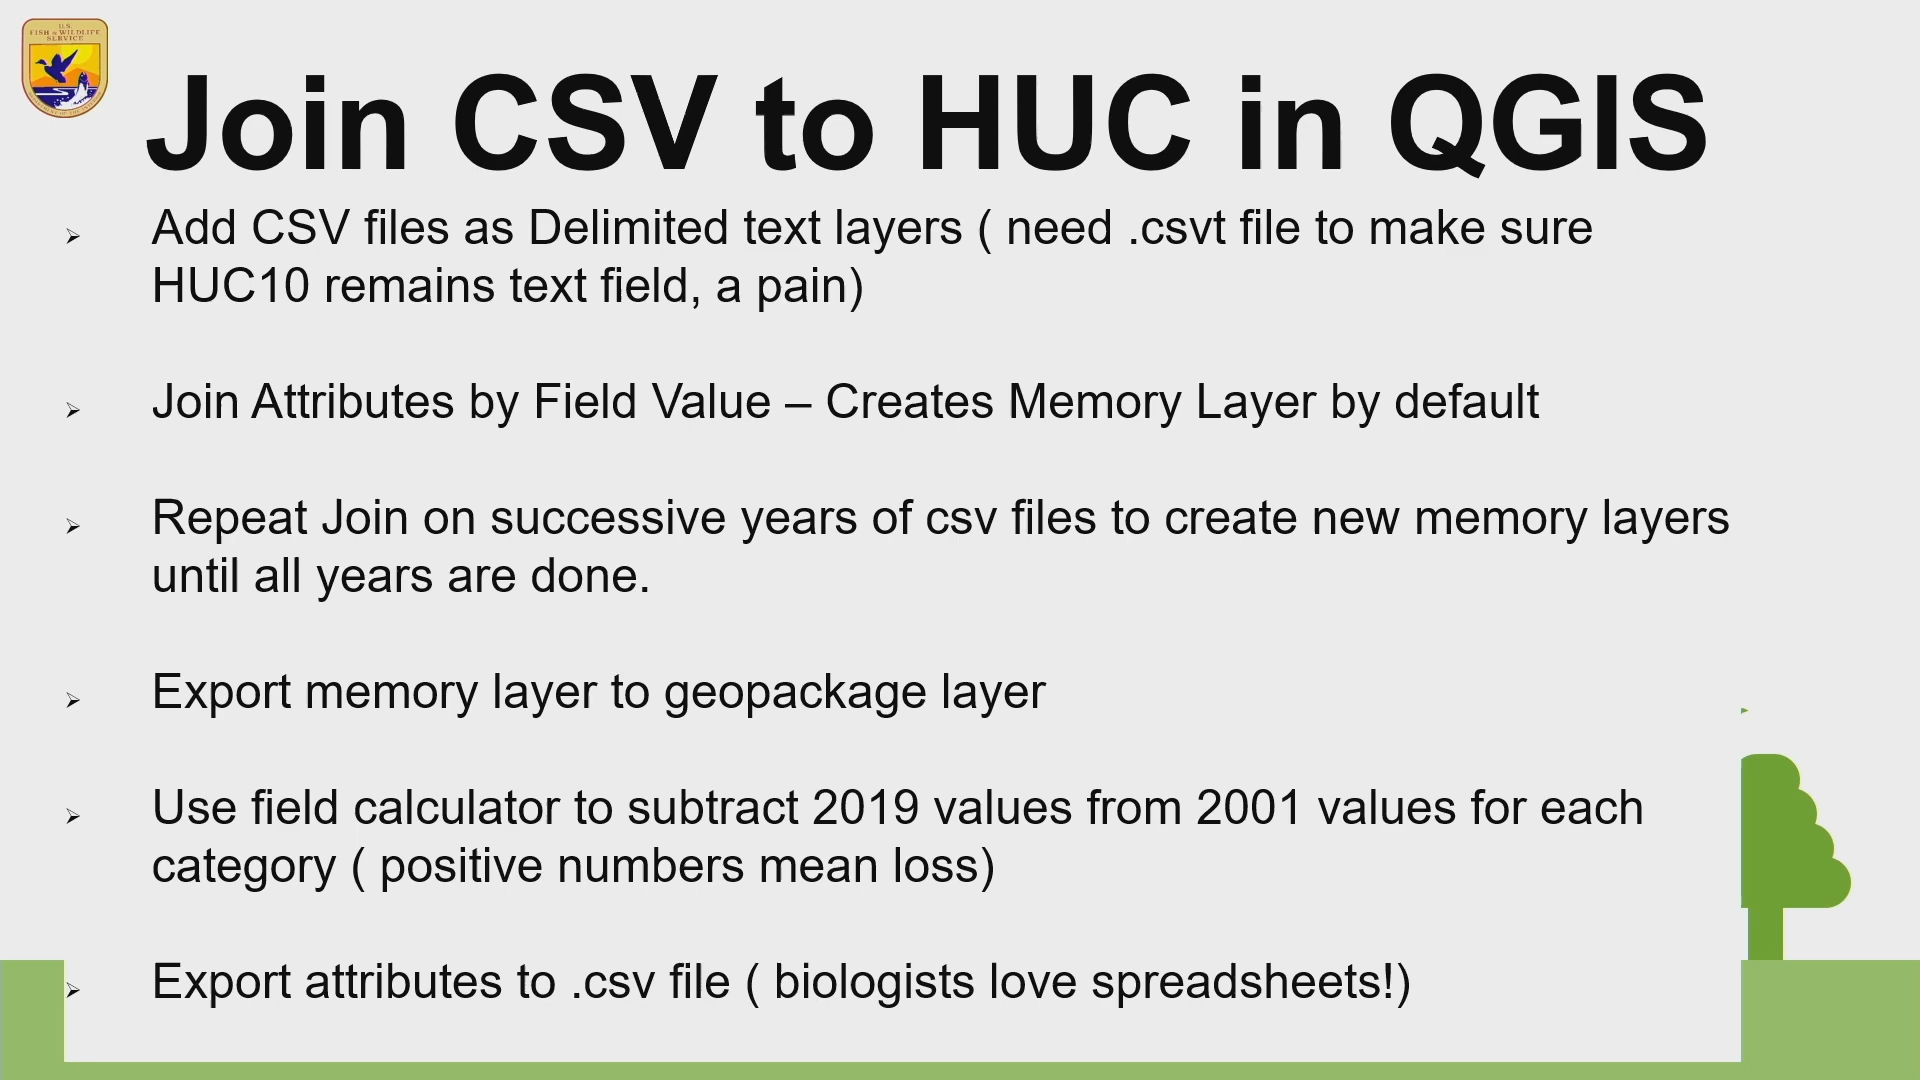 U.S.
FISH & WILDLIFE
SERVICE
Join CSV to HUC in QGIS
Add CSV files as Delimited text layers ( need .csvt file to make sure
HUC10 remains text field, a pain)
Join Attributes by Field Value – Creates Memory Layer by default
Repeat Join on successive years of csv files to create new memory layers
until all years are done.
Export memory layer to geopackage layer
Use field calculator to subtract 2019 values from 2001 values for each
category ( positive numbers mean loss)
Export attributes to .csv file ( biologists love spreadsheets!)